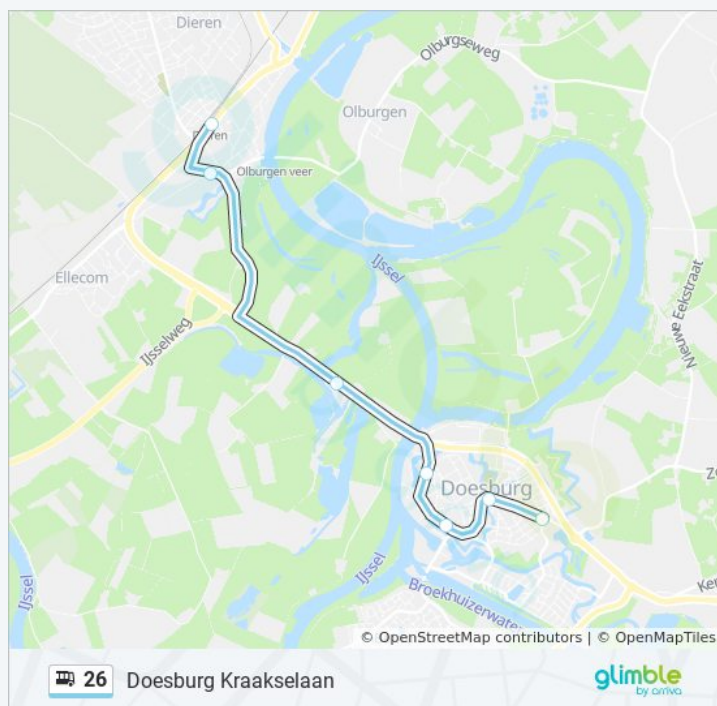 Dieren
Olburgseweg
Olburgen
Dieren
Olburgen veer
IJssel
Ellecom
Nieuwe Eekstraat
IJsselweg
Doesburg
IJssel
IJssel
Broekhuizerwater
© OpenStreetMap contributors | © OpenMapTiles
26 Doesburg Kraakselaan
glimble
by arriva